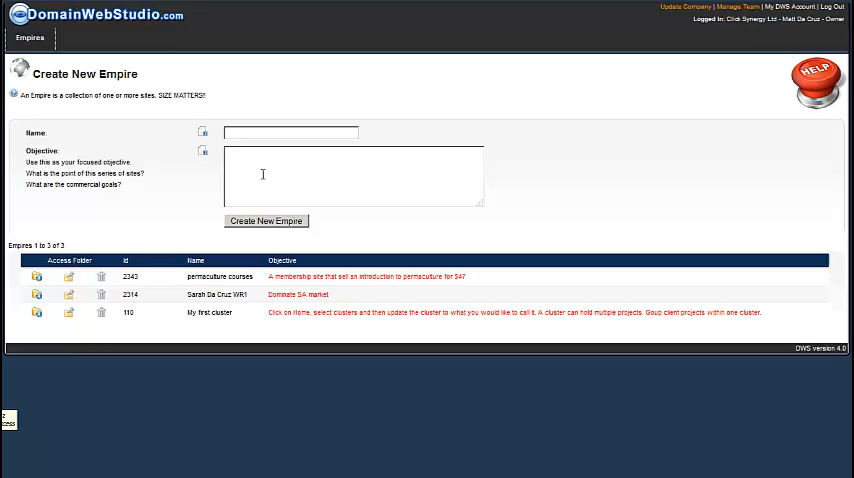 DomainWebStudio.com
Update Company | Manage Team | My DWS Account | Log Out
Logged In: Click Synergy Ltd - Matt Da Cruz - Owner
Empires
Create New Empire
HELP
An Empire is a collection of one or more sites. SIZE MATTERS!!
Name:
Objective:
Use this as your focused objective.
What is the point of this series of sites?
What are the commercial goals?
Create New Empire
Empires 1 to 3 of 3
Access Folder Id Name Objective
2343 permaculture courses A membership site that sell an introduction to permaculture for $47
2314 Sarah Da Cruz WR1 Dominate SA market
110 My first cluster Click on Home, select clusters and then update the cluster to what you would like to call it. A cluster can hold multiple projects. Goup client projects within one cluster.
DWS version 4.0